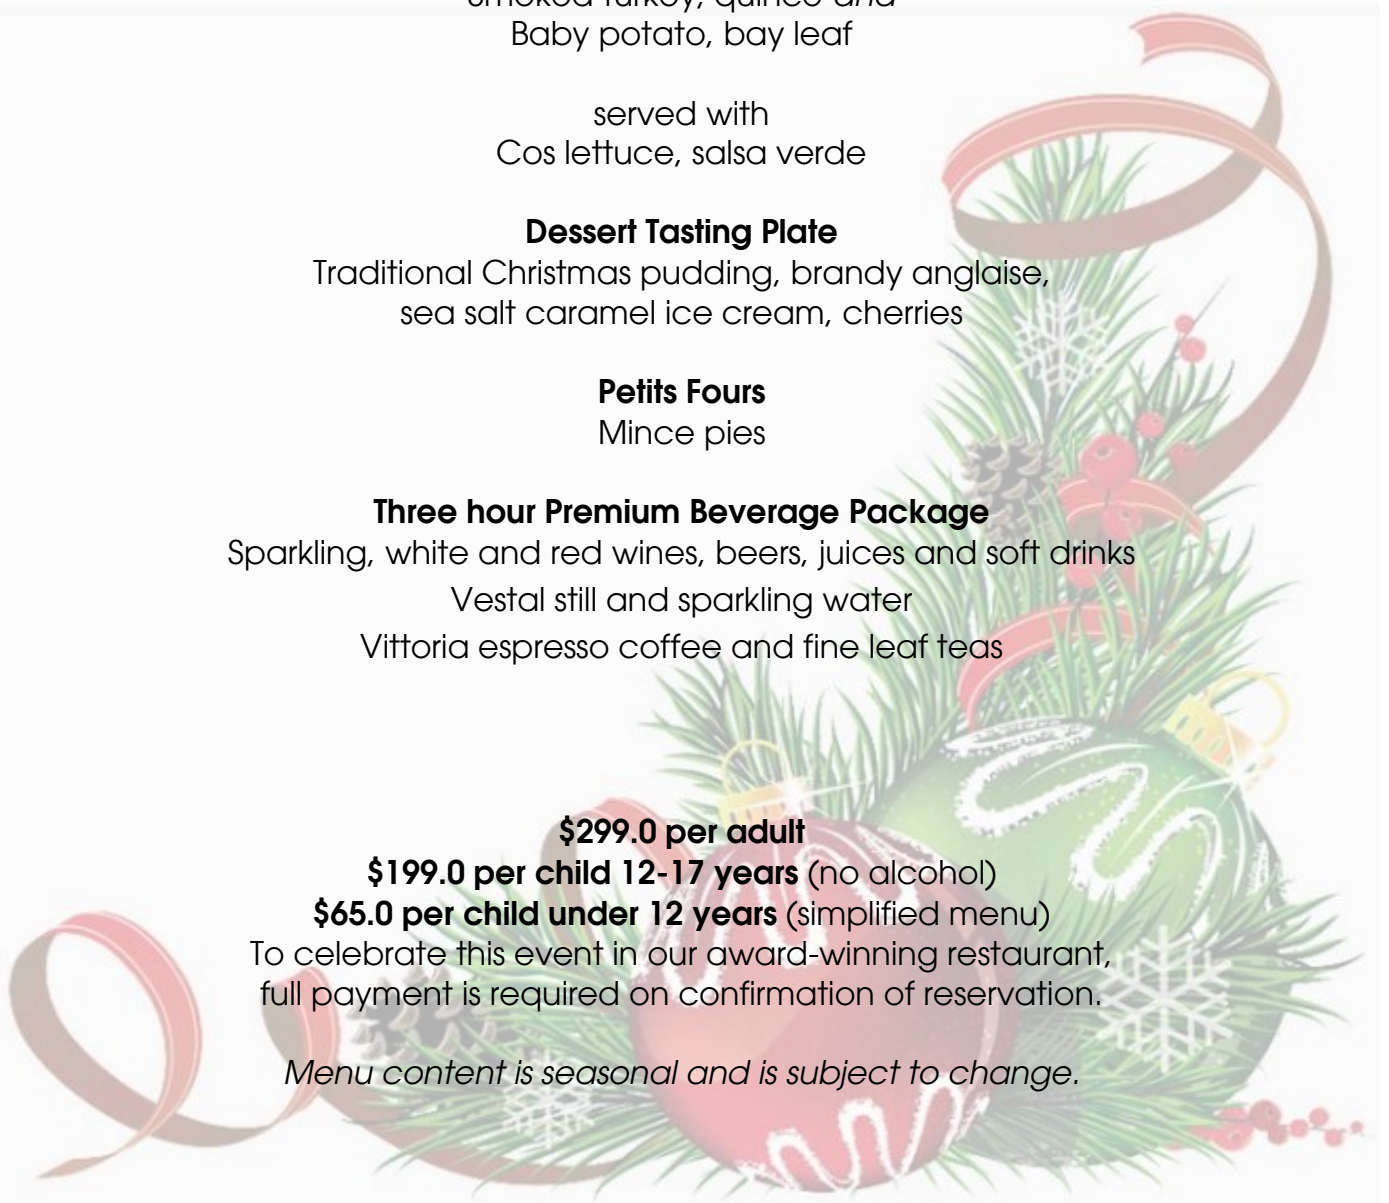 Smoked turkey, quince and
Baby potato, bay leaf
served with
Cos lettuce, salsa verde
Dessert Tasting Plate
Traditional Christmas pudding, brandy anglaise,
sea salt caramel ice cream, cherries
Petits Fours
Mince pies
Three hour Premium Beverage Package
Sparkling, white and red wines, beers, juices and soft drinks
Vestal still and sparkling water
Vittoria espresso coffee and fine leaf teas
$299.0 per adult
$199.0 per child 12-17 years (no alcohol)
$65.0 per child under 12 years (simplified menu)
To celebrate this event in our award-winning restaurant,
full payment is required on confirmation of reservation.
Menu content is seasonal and is subject to change.